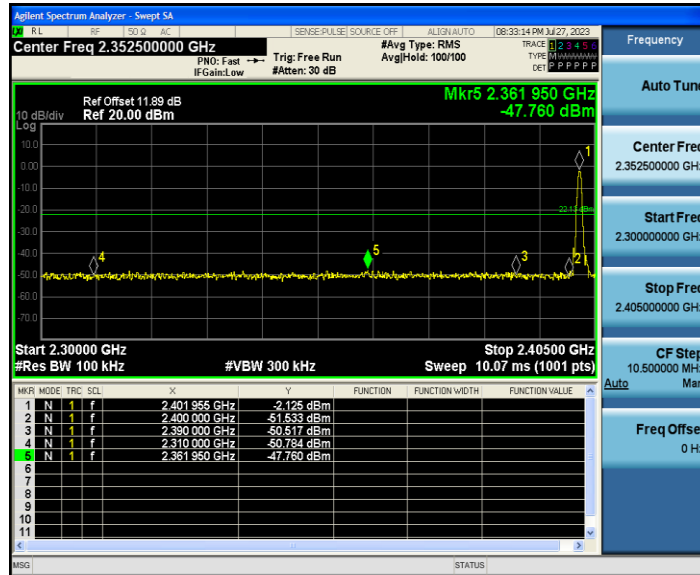 Agilent Spectrum Analyzer - Swept SA
RL RF 50 Ω AC SENSE:PULSE SOURCE OFF ALIGNAUTO 08:33:14 PM Jul 27, 2023
Center Freq 2.352500000 GHz
PNO: Fast
IFGain:Low
Trig: Free Run
#Atten: 30 dB
#Avg Type: RMS
Avg|Hold: 100/100
TRACE 1 2 3 4 5 6
TYPE M
DET P P P P P P
Frequency
Auto Tune
Center Freq
2.352500000 GHz
Start Freq
2.300000000 GHz
Stop Freq
2.405000000 GHz
CF Step
10.500000 MHz
Auto Man
Freq Offset
0 Hz
Mkr5 2.361 950 GHz
-47.760 dBm
Ref Offset 11.89 dB
10 dB/div Ref 20.00 dBm
Log
10.0
0.00
-10.0
-20.0
-30.0
-40.0
-50.0
-60.0
-70.0
1
-22.13 dBm
4
5
3
2
Start 2.30000 GHz Stop 2.40500 GHz
#Res BW 100 kHz #VBW 300 kHz Sweep 10.07 ms (1001 pts)
MKR MODE TRC SCL X Y FUNCTION FUNCTION WIDTH FUNCTION VALUE
1 N 1 f 2.401 955 GHz -2.125 dBm
2 N 1 f 2.400 000 GHz -51.533 dBm
3 N 1 f 2.390 000 GHz -50.517 dBm
4 N 1 f 2.310 000 GHz -50.784 dBm
5 N 1 f 2.361 950 GHz -47.760 dBm
6
7
8
9
10
11
MSG STATUS